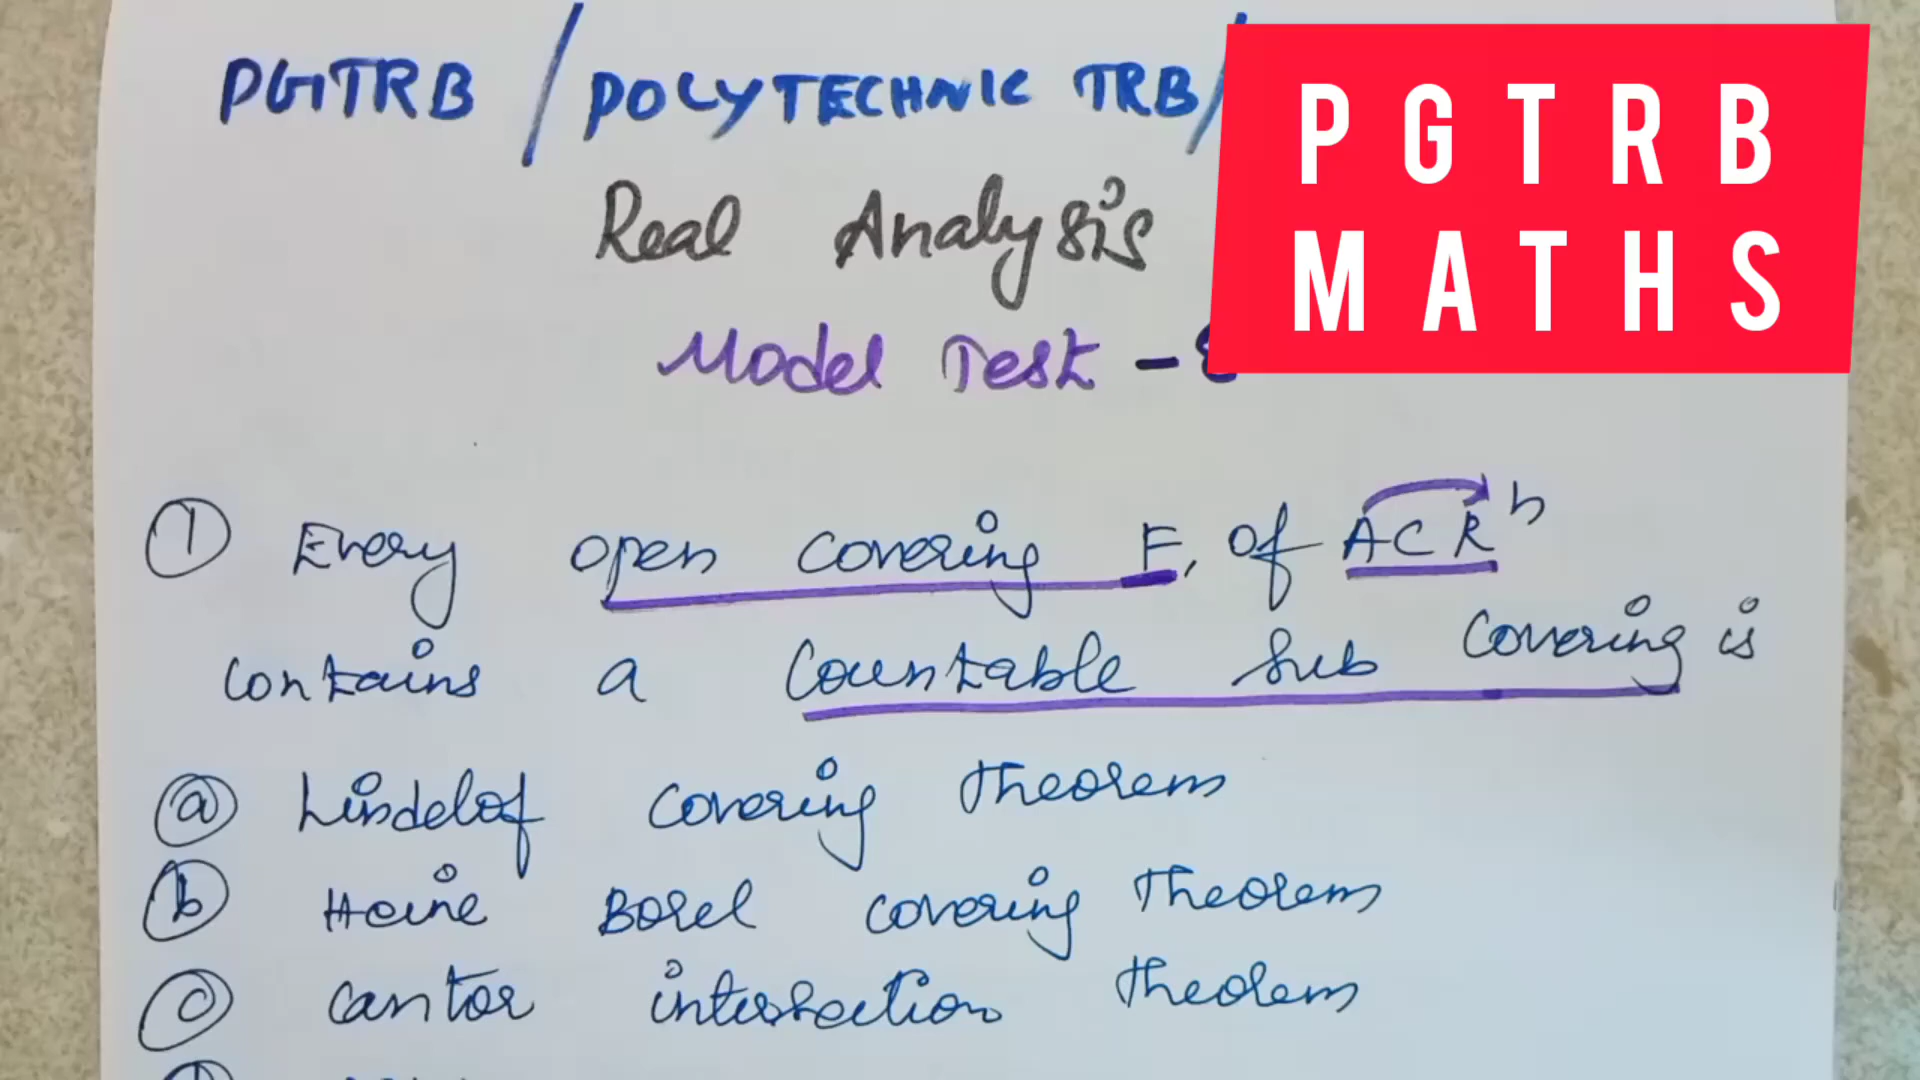 PGTRB / POLYTECHNIC TRB/
PGTRB
MATHS
Real Analysis
Model Test -
① Every open covering F, of A ⊂ R^n
contains a countable sub covering is
ⓐ Lindelof covering theorem
ⓑ Heine Borel covering Theorem
ⓒ Cantor intersection theorem